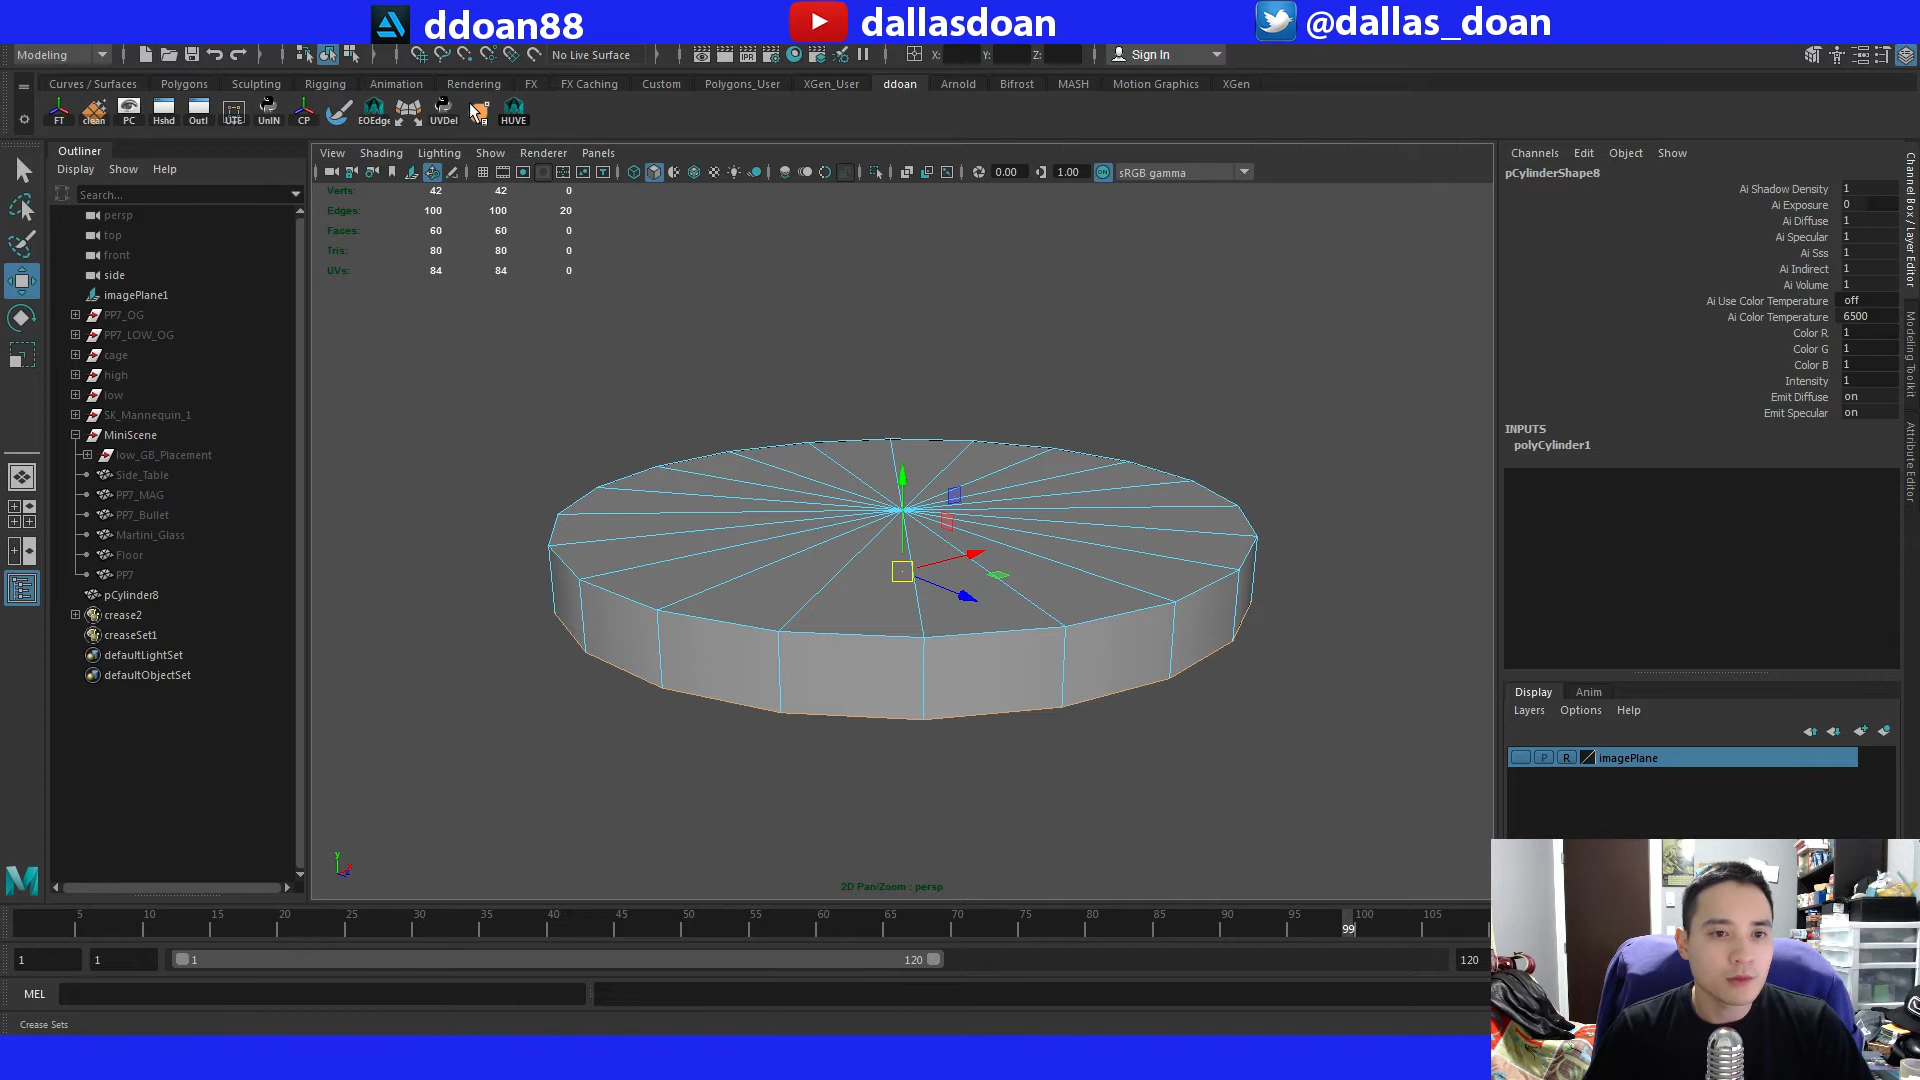 ddoan88
dallasdoan
@dallas_doan
Modeling
No Live Surface
X:
Y:
Z:
Sign In
Curves / Surfaces
Polygons
Sculpting
Rigging
Animation
Rendering
FX
FX Caching
Custom
Polygons_User
XGen_User
ddoan
Arnold
Bifrost
MASH
Motion Graphics
XGen
FT
clean
PC
Hshd
Outl
UTE
UnIN
CP
EOEdge
UVDel
HUVE
Outliner
Display
Show
Help
Search...
persp
top
front
side
imagePlane1
PP7_OG
PP7_LOW_OG
cage
high
low
SK_Mannequin_1
MiniScene
low_GB_Placement
Side_Table
PP7_MAG
PP7_Bullet
Martini_Glass
Floor
PP7
pCylinder8
crease2
creaseSet1
defaultLightSet
defaultObjectSet
View
Shading
Lighting
Show
Renderer
Panels
0.00
1.00
sRGB gamma
Verts: 42 42 0
Edges: 100 100 20
Faces: 60 60 0
Tris: 80 80 0
UVs: 84 84 0
y
2D Pan/Zoom : persp
Channels
Edit
Object
Show
pCylinderShape8
Ai Shadow Density 1
Ai Exposure 0
Ai Diffuse 1
Ai Specular 1
Ai Sss 1
Ai Indirect 1
Ai Volume 1
Ai Use Color Temperature off
Ai Color Temperature 6500
Color R 1
Color G 1
Color B 1
Intensity 1
Emit Diffuse on
Emit Specular on
INPUTS
polyCylinder1
Channel Box / Layer Editor
Modeling Toolkit
Attribute Editor
Display
Anim
Layers
Options
Help
P
R
imagePlane
5 10 15 20 25 30 35 40 45 50 55 60 65 70 75 80 85 90 95 100 105
99
1
1
1
120
120
MEL
Crease Sets